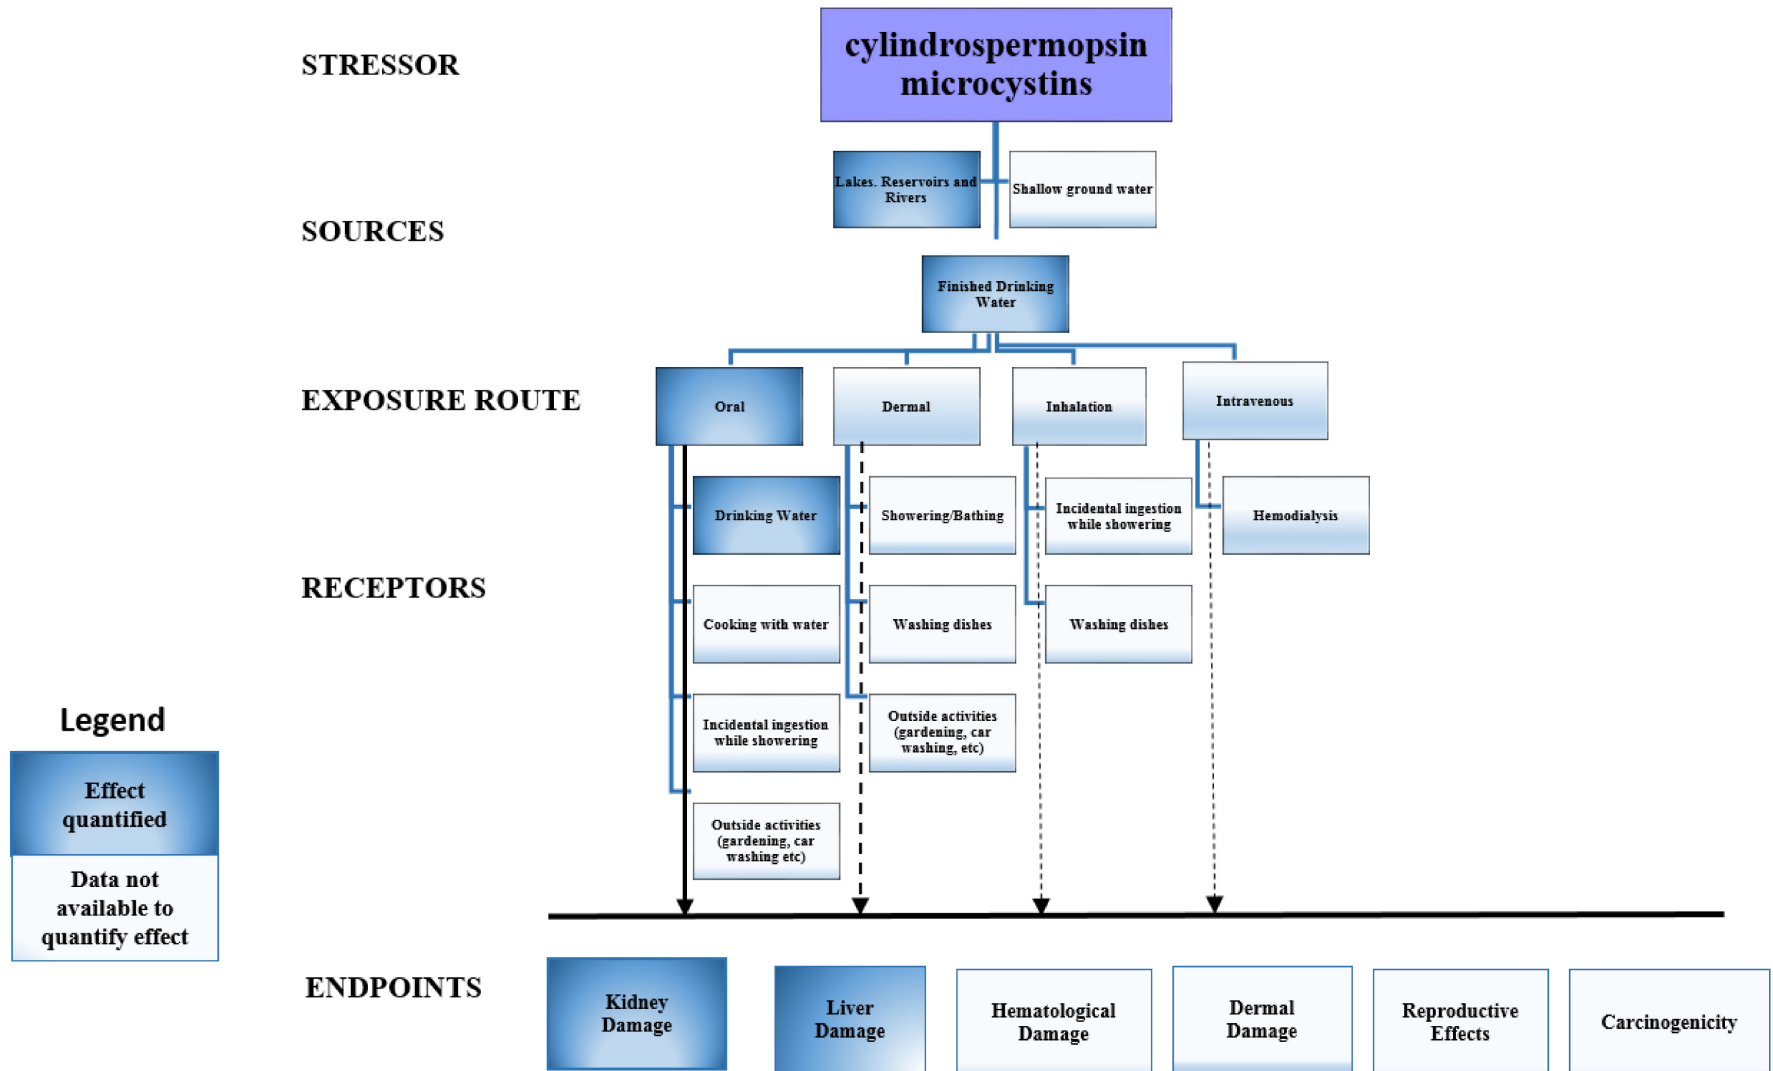 STRESSOR
cylindrospermopsin
microcystins
Lakes. Reservoirs and
Rivers
Shallow ground water
SOURCES
Finished Drinking
Water
EXPOSURE ROUTE
Oral
Dermal
Inhalation
Intravenous
RECEPTORS
Drinking Water
Showering/Bathing
Incidental ingestion
while showering
Hemodialysis
Cooking with water
Washing dishes
Washing dishes
Incidental ingestion
while showering
Outside activities
(gardening, car
washing, etc)
Outside activities
(gardening, car
washing etc)
Legend
Effect
quantified
Data not
available to
quantify effect
ENDPOINTS
Kidney
Damage
Liver
Damage
Hematological
Damage
Dermal
Damage
Reproductive
Effects
Carcinogenicity